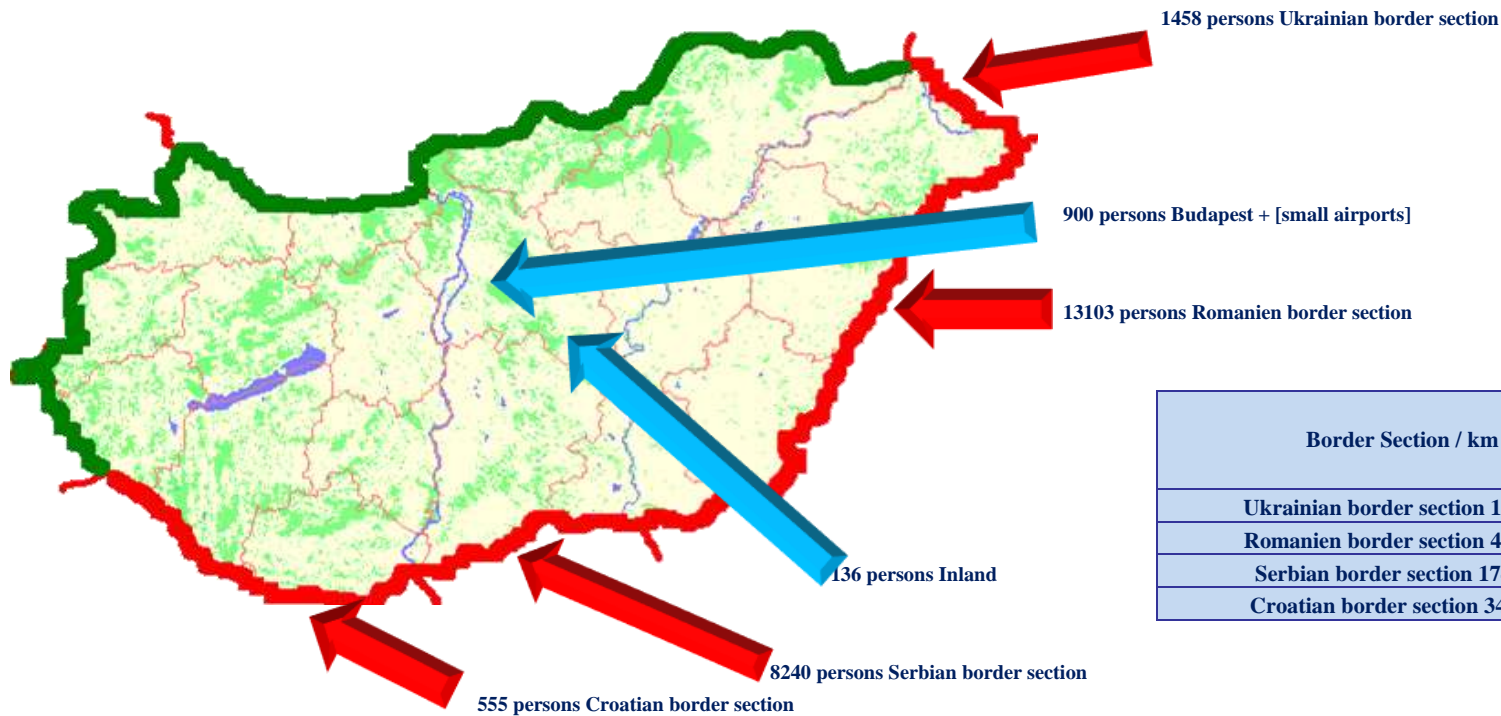 1458 persons Ukrainian border section
900 persons Budapest + [small airports]
13103 persons Romanien border section
Border Section / km
Ukrainian border section 1
Romanien border section 4
Serbian border section 17
Croatian border section 34
136 persons Inland
8240 persons Serbian border section
555 persons Croatian border section